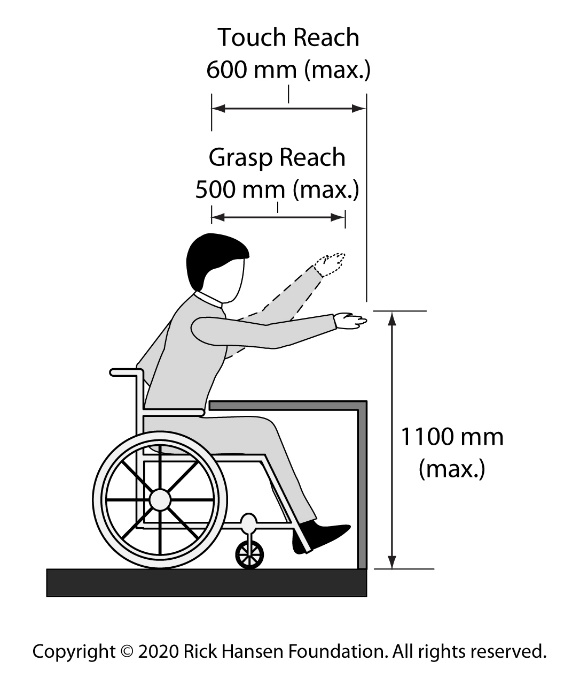 Touch Reach
600 mm (max.)
Grasp Reach
500 mm (max.)
1100 mm
(max.)
Copyright © 2020 Rick Hansen Foundation. All rights reserved.